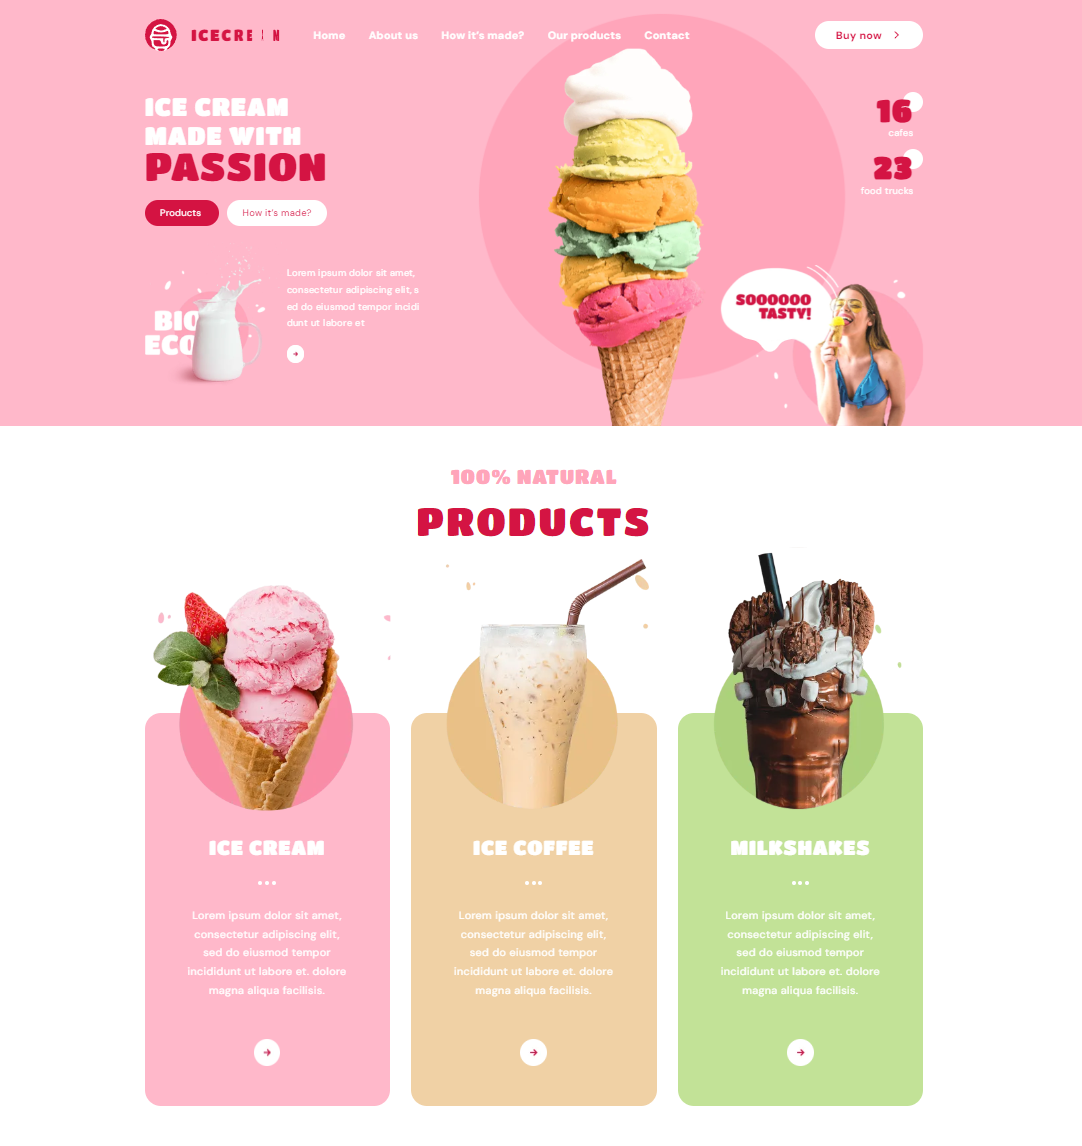 Home About us How it's made? Our products Contact
Buy now
ICE CREAM
MADE WITH
PASSION
Products How it's made?
16
cafes
23
food trucks
BIO
ECO
Lorem ipsum dolor sit amet,
consectetur adipiscing elit, s
ed do eiusmod tempor incidi
dunt ut labore et
SOOOOOO
TASTY!
100% NATURAL
PRODUCTS
ICE CREAM
Lorem ipsum dolor sit amet,
consectetur adipiscing elit,
sed do eiusmod tempor
incididunt ut labore et. dolore
magna aliqua facilisis.
ICE COFFEE
Lorem ipsum dolor sit amet,
consectetur adipiscing elit,
sed do eiusmod tempor
incididunt ut labore et. dolore
magna aliqua facilisis.
MILKSHAKES
Lorem ipsum dolor sit amet,
consectetur adipiscing elit,
sed do eiusmod tempor
incididunt ut labore et. dolore
magna aliqua facilisis.